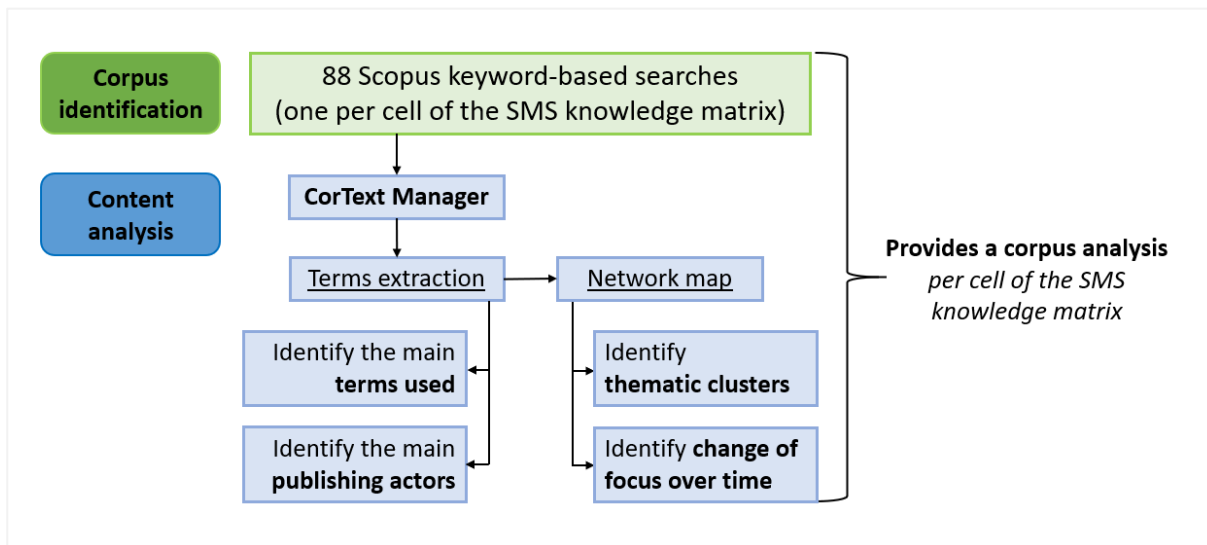 Corpus
identification
88 Scopus keyword-based searches
(one per cell of the SMS knowledge matrix)
Content
analysis
CorText Manager
Terms extraction
Network map
Identify the main
terms used
Identify
thematic clusters
Identify the main
publishing actors
Identify change of
focus over time
Provides a corpus analysis
per cell of the SMS
knowledge matrix